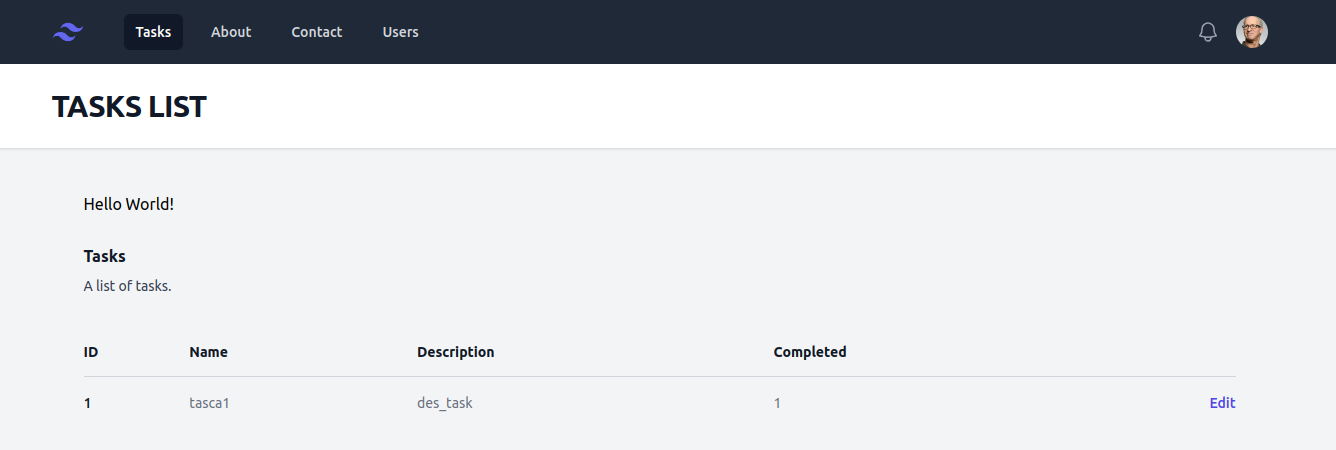 Tasks About Contact Users
TASKS LIST
Hello World!
Tasks
A list of tasks.
ID Name Description Completed
1 tasca1 des_task 1 Edit